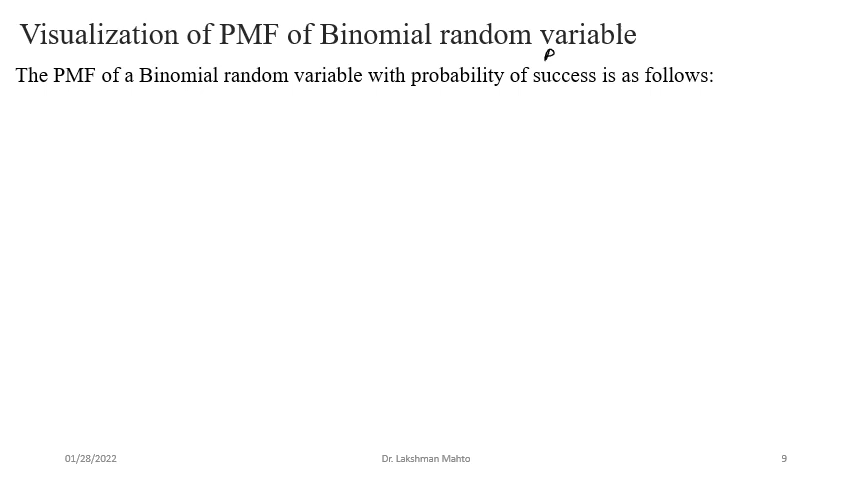 Visualization of PMF of Binomial random variable
p
The PMF of a Binomial random variable with probability of success is as follows:
01/28/2022
Dr. Lakshman Mahto
9